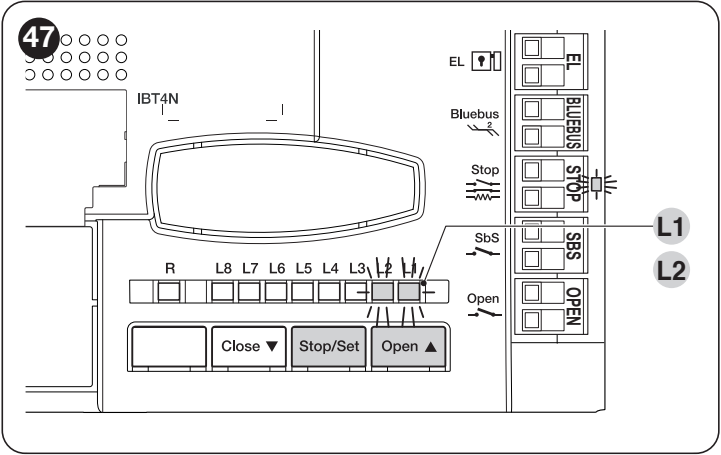 47
IBT4N
EL
EL
Bluebus
2
BLUEBUS
Stop
STOP
SbS
SBS
L1
L2
Open
OPEN
R L8 L7 L6 L5 L4 L3 L2 L1
Close ▼ Stop/Set Open ▲